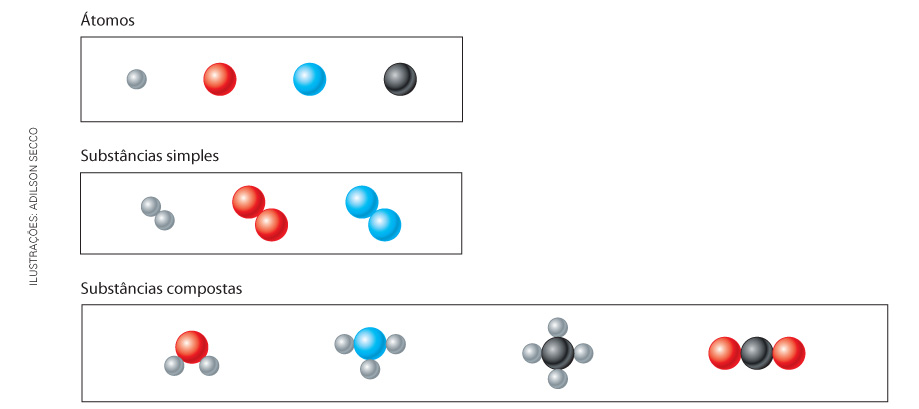 Átomos
Substâncias simples
Substâncias compostas
ILUSTRAÇÕES: ADILSON SECCO